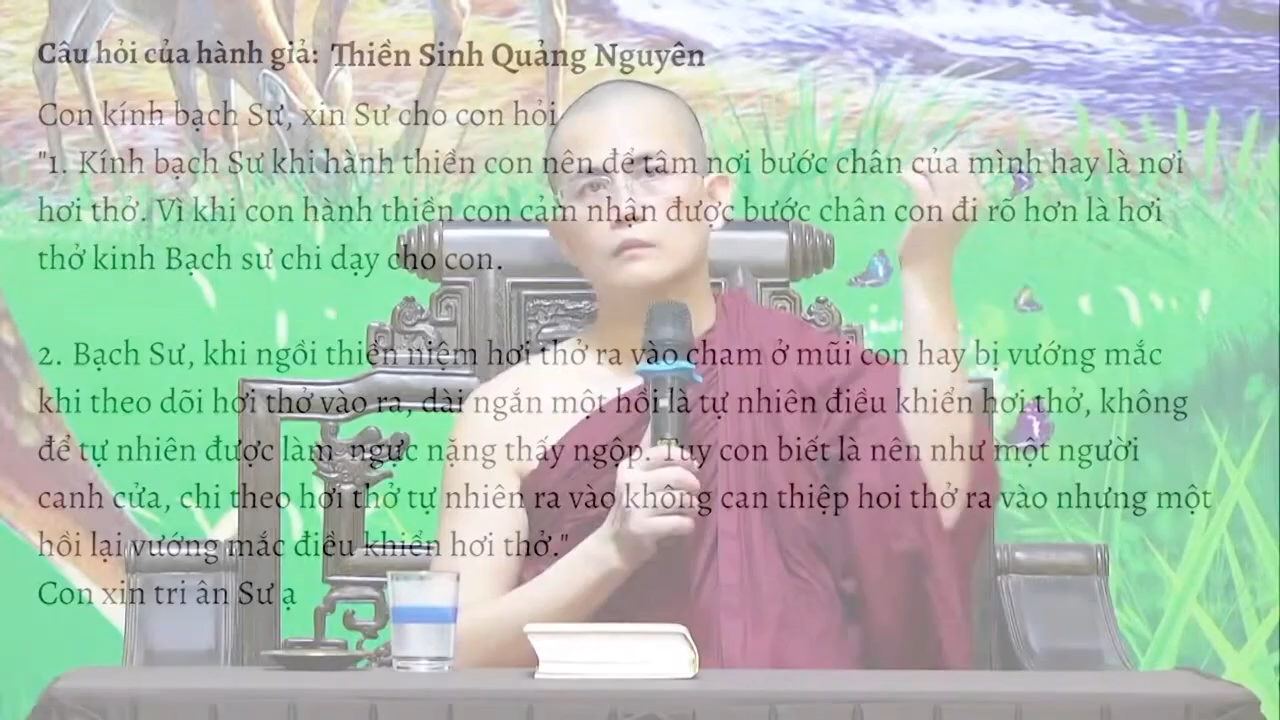 Câu hỏi của hành giả: Thiền Sinh Quảng Nguyên
Con kính bạch Sư, xin Sư cho con hỏi
"1. Kính bạch Sư khi hành thiền con nên để tâm nơi bước chân của mình hay là nơi
hơi thở. Vì khi con hành thiền con cảm nhận được bước chân con đi rõ hơn là hơi
thở kinh Bạch sư chi dạy cho con.
2. Bạch Sư, khi ngồi thiền niệm hơi thở ra vào chạm ở mũi con hay bị vướng mắc
khi theo dõi hơi thở vào ra, dài ngắn một hồi là tự nhiên điều khiển hơi thở, không
để tự nhiên được làm ngực nặng thấy ngộp. Tuy con biết là nên như một người
canh cửa, chi theo hơi thở tự nhiên ra vào không can thiệp hoi thở ra vào nhưng một
hồi lại vướng mắc điều khiển hơi thở."
Con xin tri ân Sư ạ